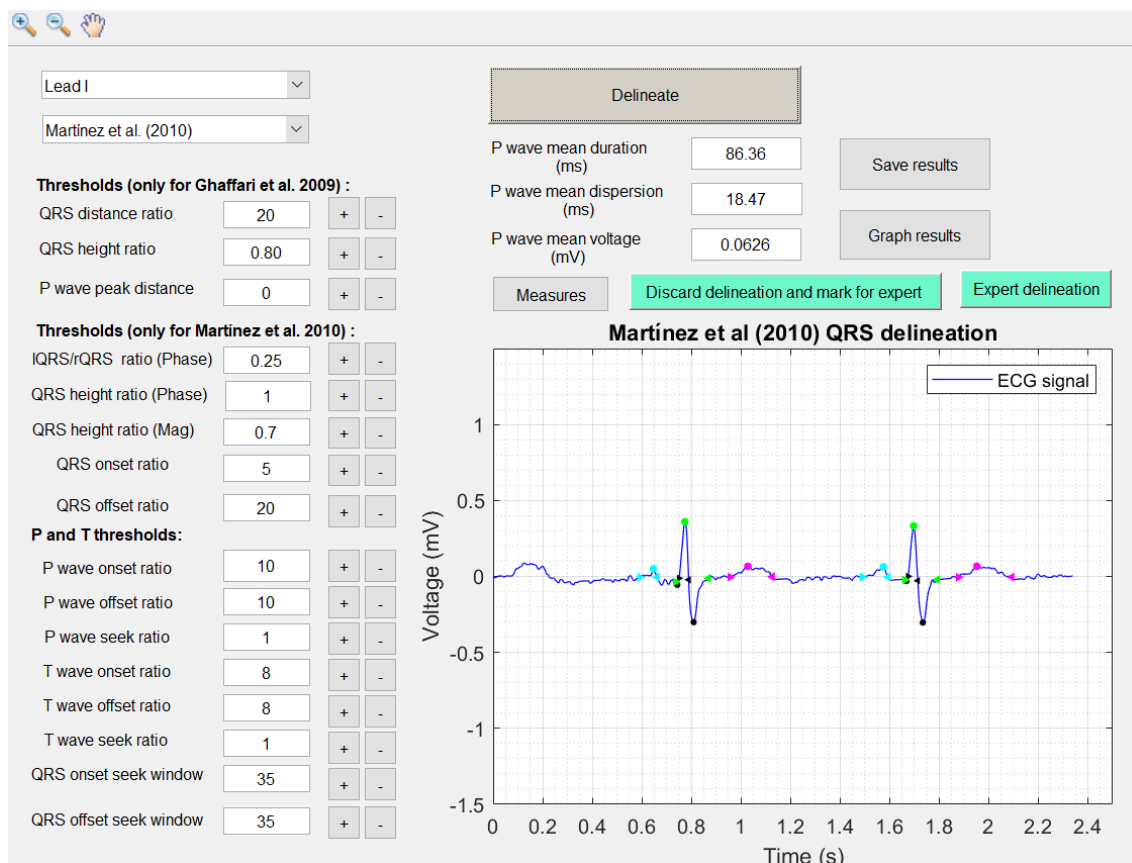 Lead I
Martínez et al. (2010)
Thresholds (only for Ghaffari et al. 2009) :
QRS distance ratio 20 + -
QRS height ratio 0.80 + -
P wave peak distance 0 + -
Thresholds (only for Martínez et al. 2010) :
lQRS/rQRS ratio (Phase) 0.25 + -
QRS height ratio (Phase) 1 + -
QRS height ratio (Mag) 0.7 + -
QRS onset ratio 5 + -
QRS offset ratio 20 + -
P and T thresholds:
P wave onset ratio 10 + -
P wave offset ratio 10 + -
P wave seek ratio 1 + -
T wave onset ratio 8 + -
T wave offset ratio 8 + -
T wave seek ratio 1 + -
QRS onset seek window 35 + -
QRS offset seek window 35 + -
Delineate
P wave mean duration
(ms)
86.36
P wave mean dispersion
(ms)
18.47
P wave mean voltage
(mV)
0.0626
Save results
Graph results
Measures
Discard delineation and mark for expert
Expert delineation
Martínez et al (2010) QRS delineation
ECG signal
Voltage (mV)
1
0.5
0
-0.5
-1
-1.5
0 0.2 0.4 0.6 0.8 1 1.2 1.4 1.6 1.8 2 2.2 2.4
Time (s)